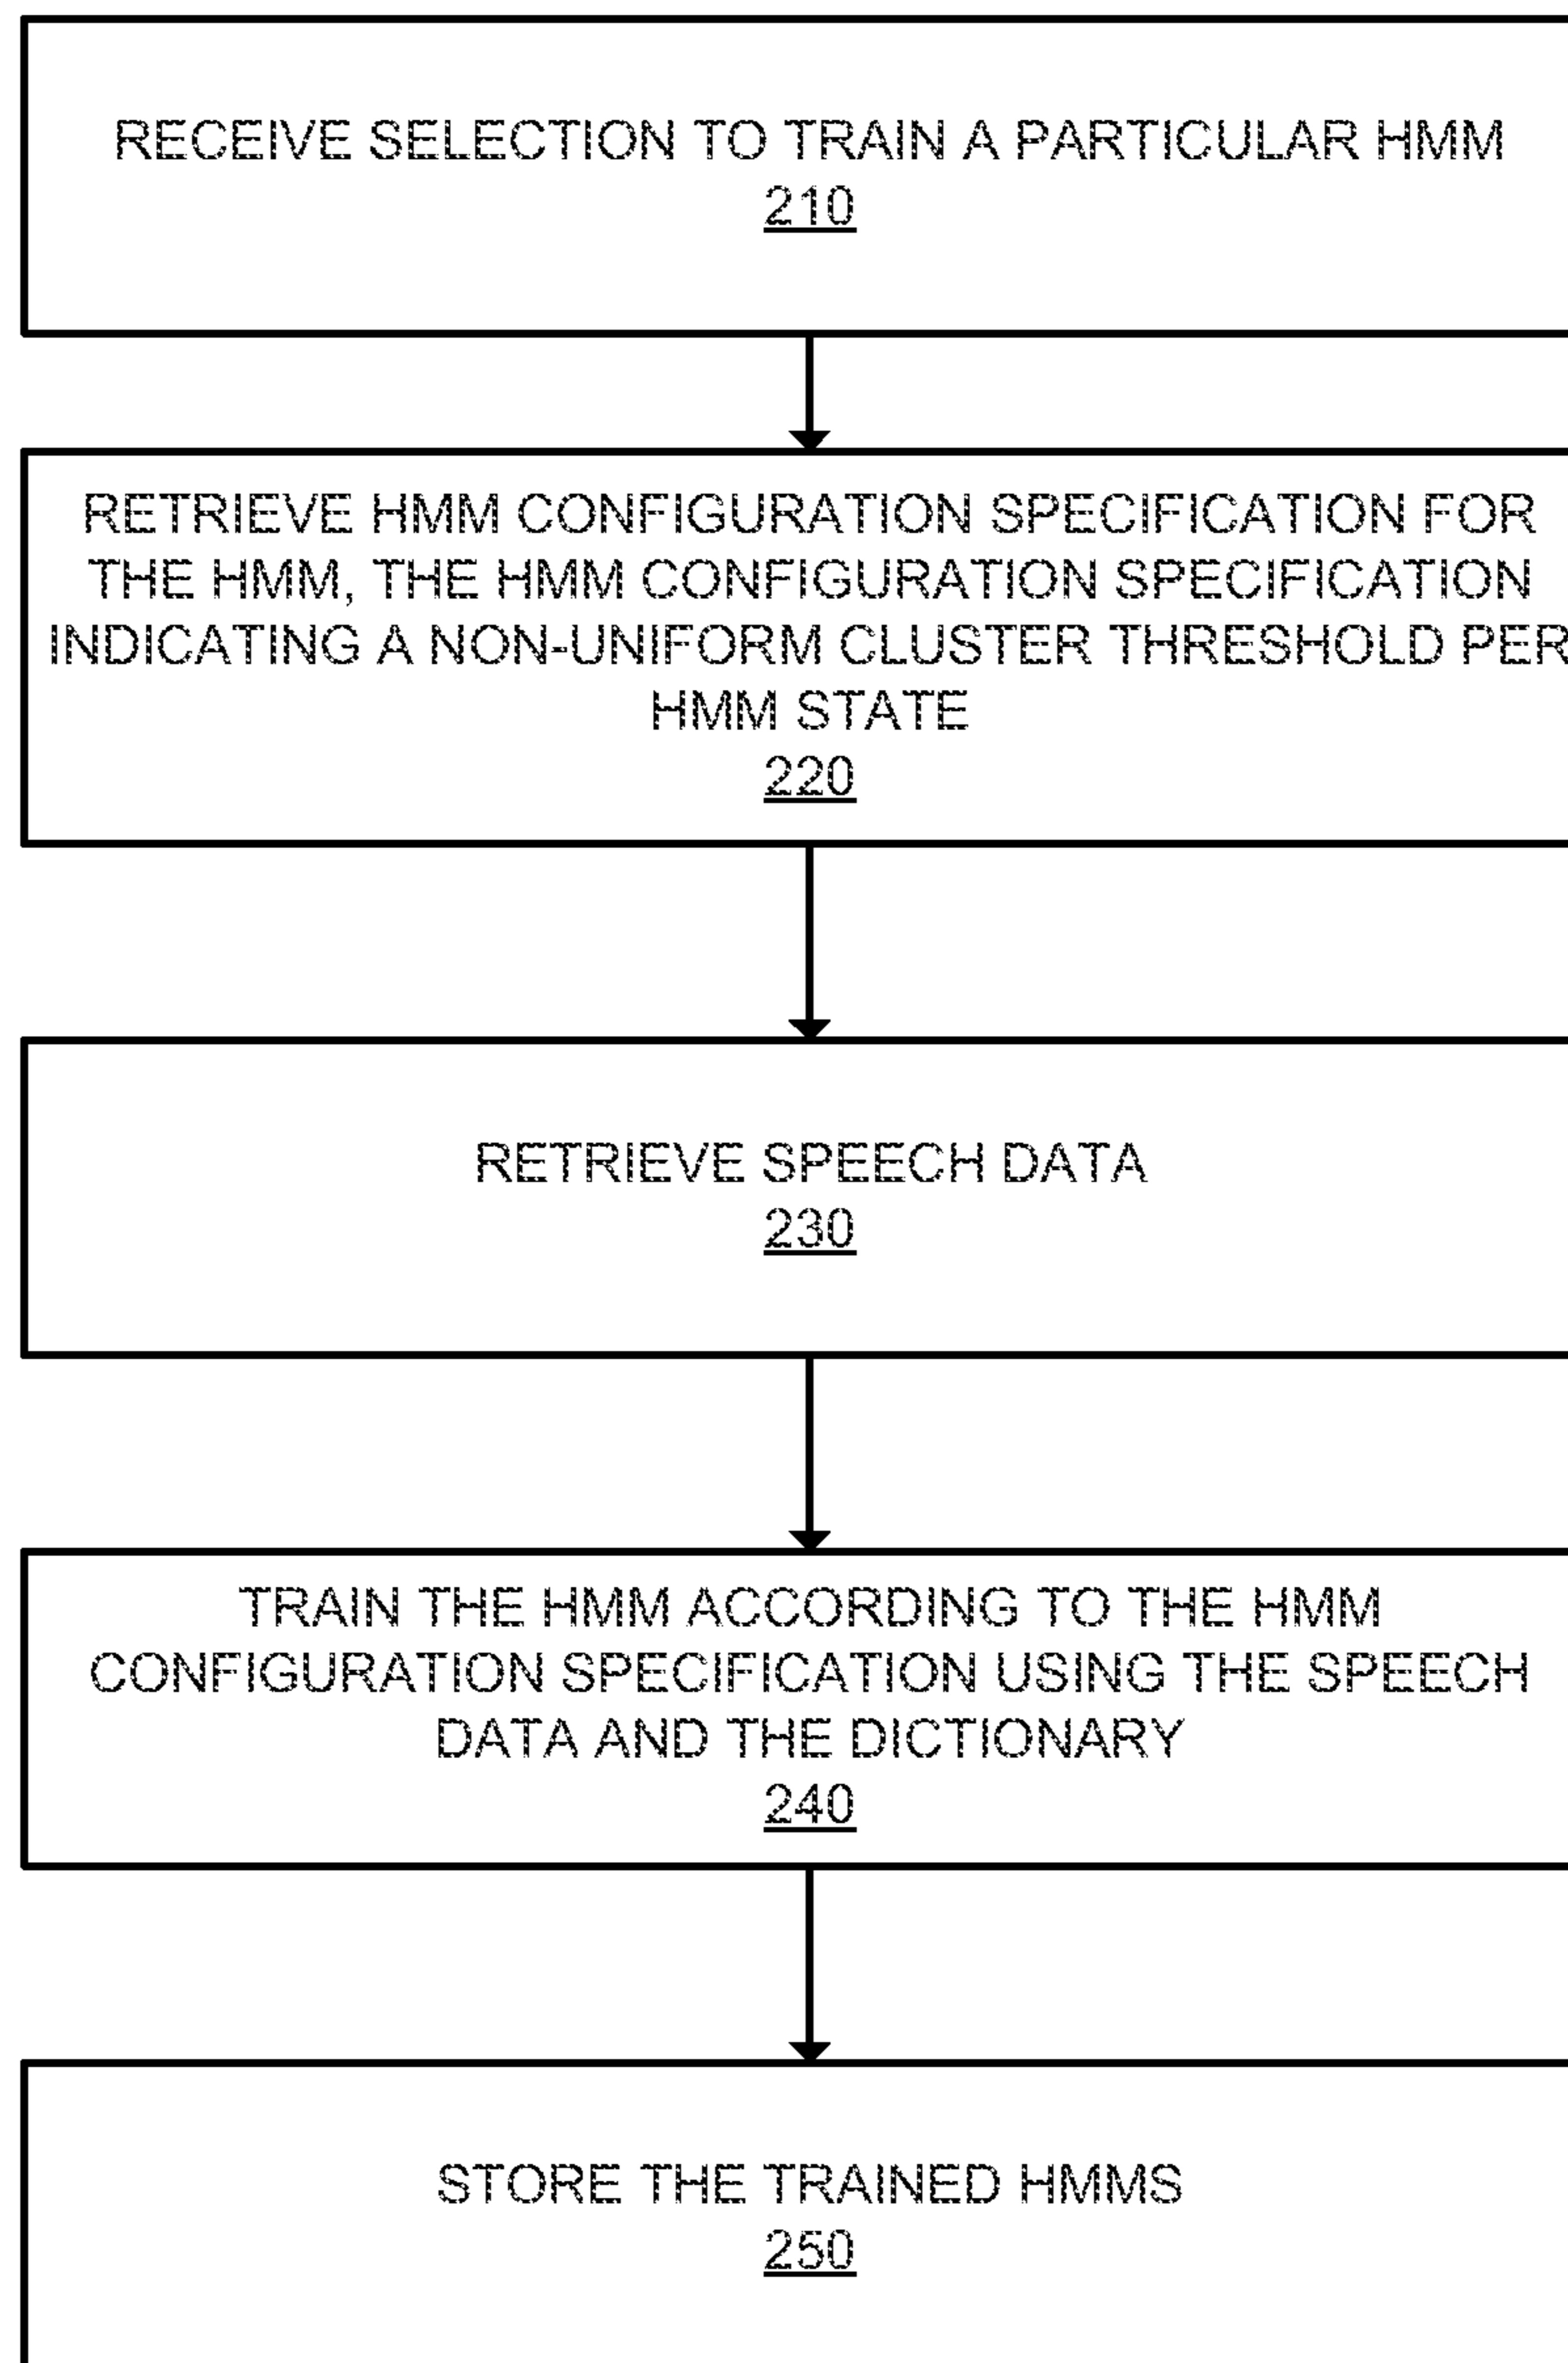 RECEIVE SELECTION TO TRAIN A PARTICULAR HMM
210
RETRIEVE HMM CONFIGURATION SPECIFICATION FOR
THE HMM, THE HMM CONFIGURATION SPECIFICATION
INDICATING A NON-UNIFORM CLUSTER THRESHOLD PER
HMM STATE
220
RETRIEVE SPEECH DATA
230
TRAIN THE HMM ACCORDING TO THE HMM
CONFIGURATION SPECIFICATION USING THE SPEECH
DATA AND THE DICTIONARY
240
STORE THE TRAINED HMMS
250